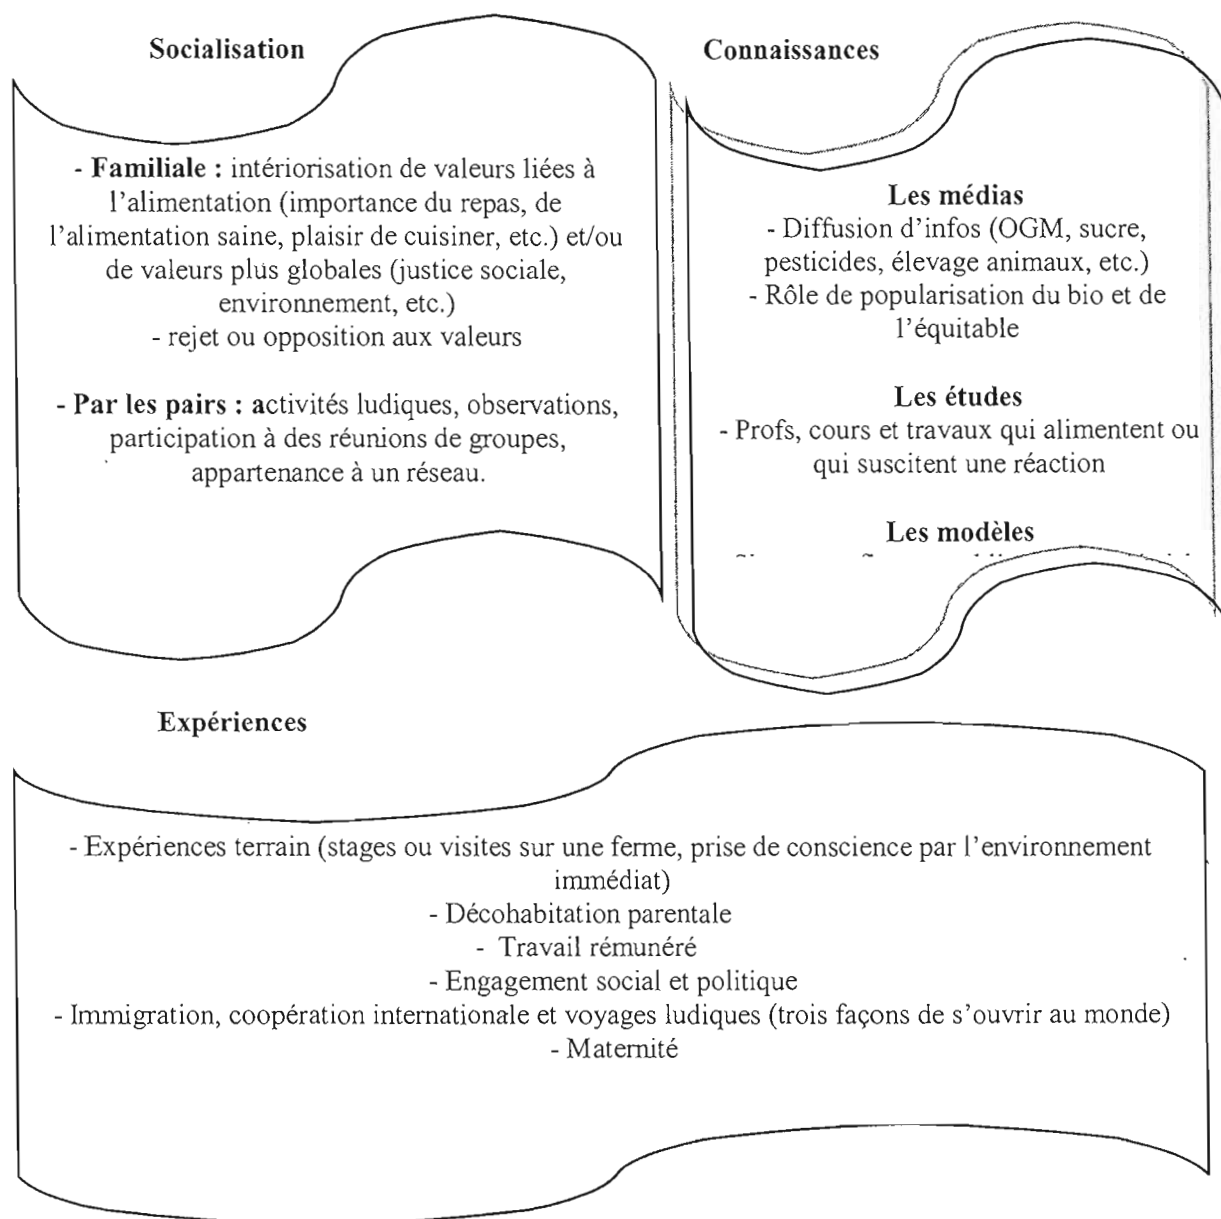 Socialisation
- Familiale : intériorisation de valeurs liées à
l'alimentation (importance du repas, de
l'alimentation saine, plaisir de cuisiner, etc.) et/ou
de valeurs plus globales (justice sociale,
environnement, etc.)
- rejet ou opposition aux valeurs
- Par les pairs : activités ludiques, observations,
participation à des réunions de groupes,
appartenance à un réseau.
Connaissances
Les médias
- Diffusion d'infos (OGM, sucre,
pesticides, élevage animaux, etc.)
- Rôle de popularisation du bio et de
l'équitable
Les études
- Profs, cours et travaux qui alimentent ou
qui suscitent une réaction
Les modèles
Expériences
- Expériences terrain (stages ou visites sur une ferme, prise de conscience par l'environnement
immédiat)
- Décohabitation parentale
- Travail rémunéré
- Engagement social et politique
- Immigration, coopération internationale et voyages ludiques (trois façons de s'ouvrir au monde)
- Maternité